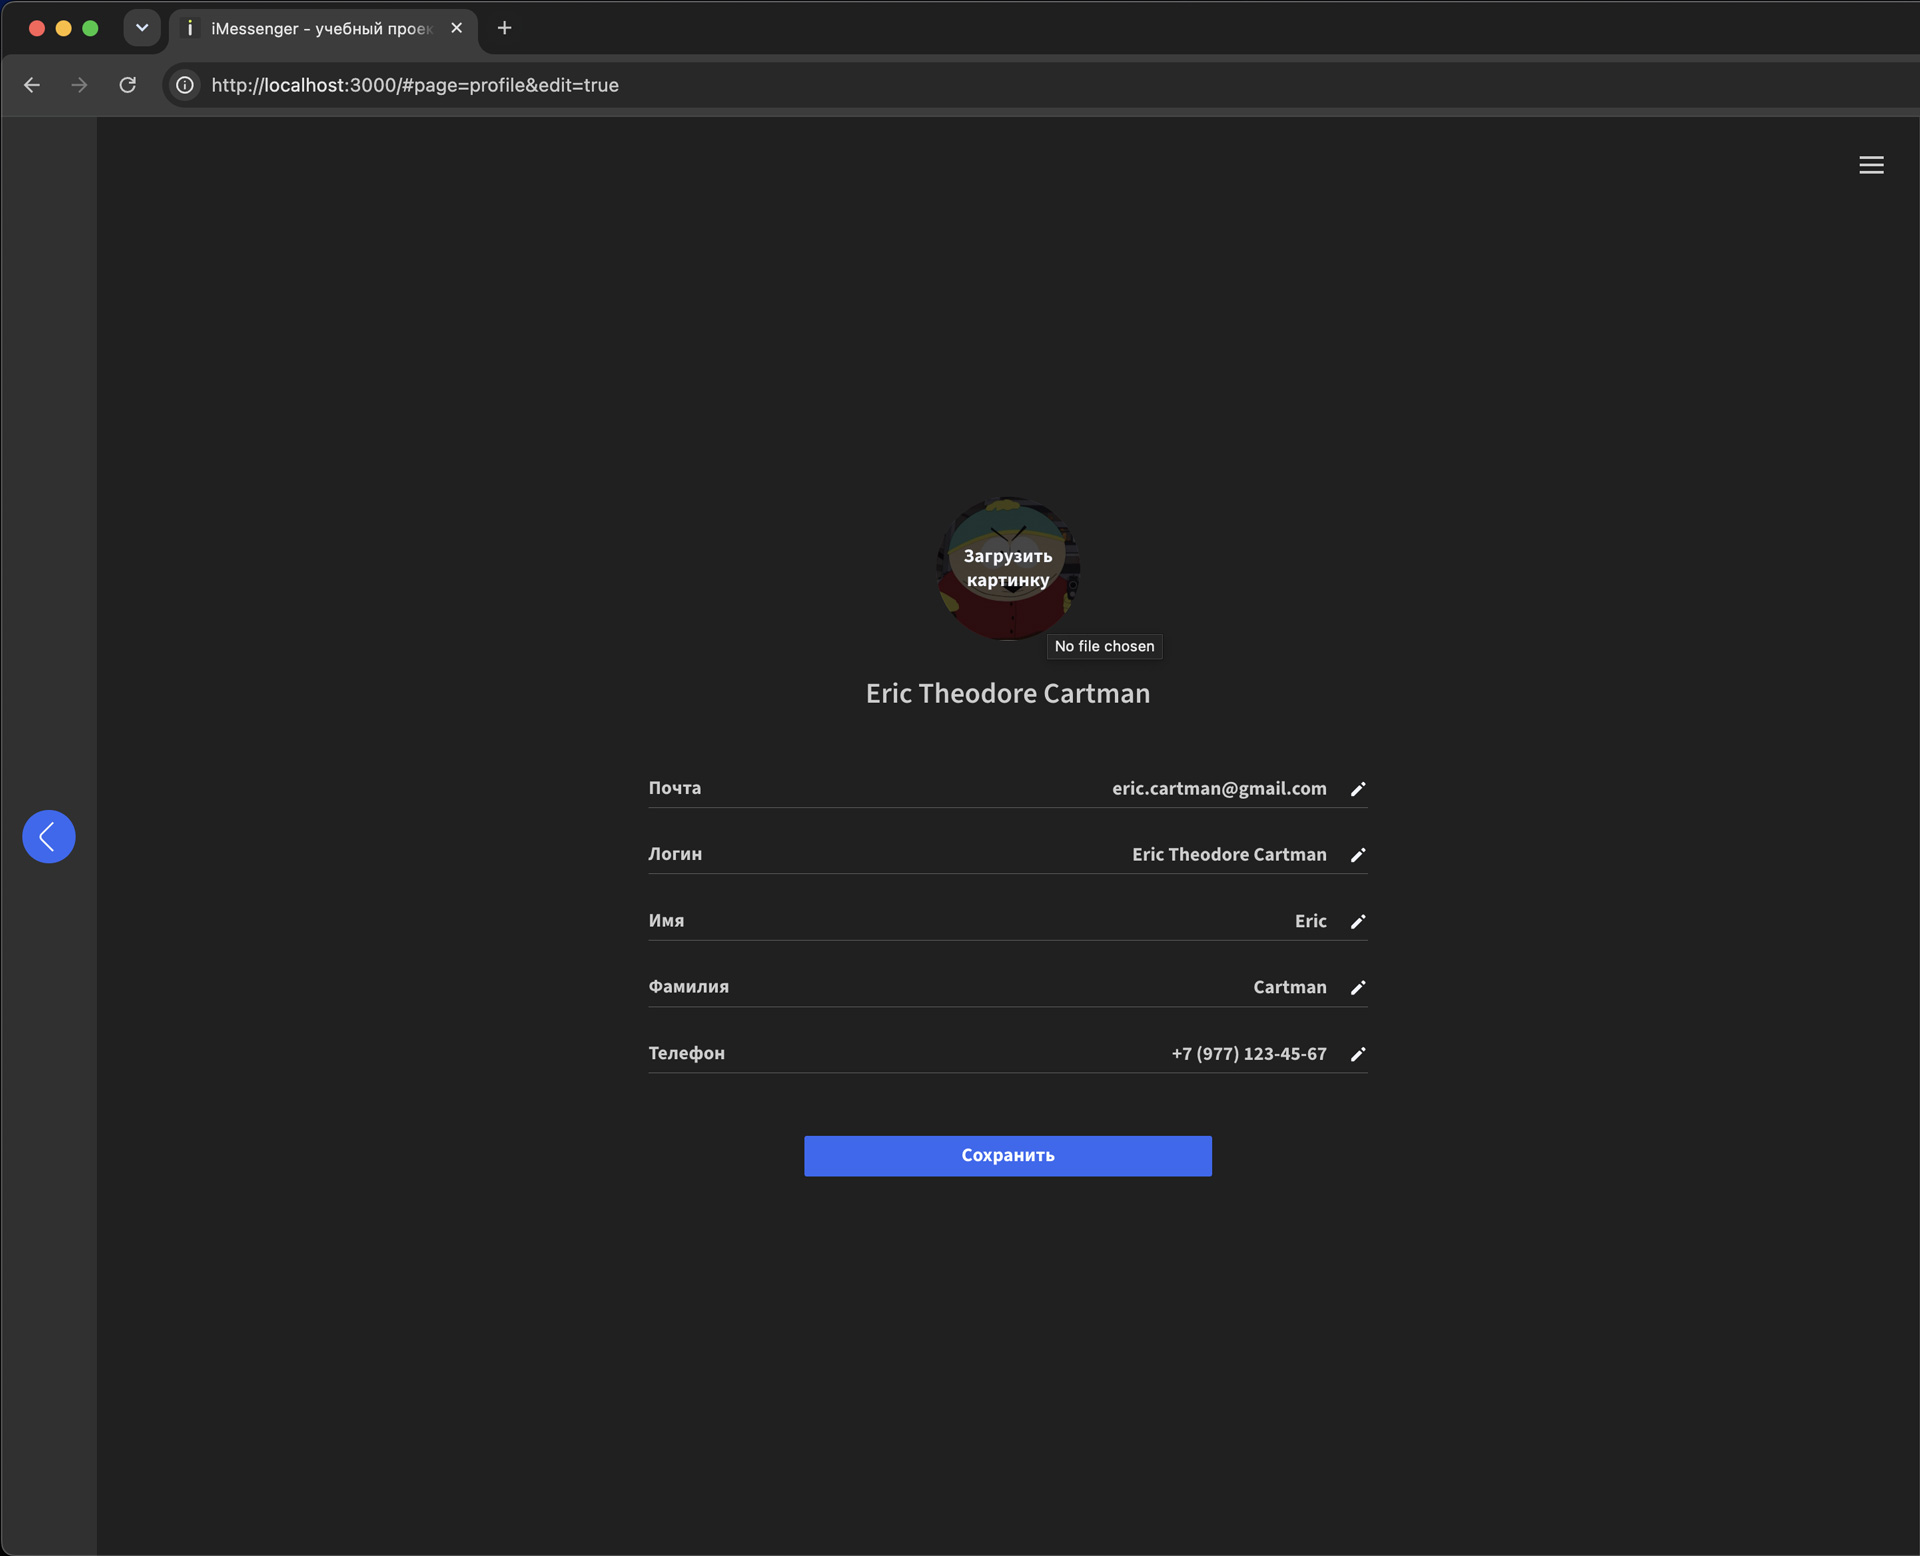 iMessenger - учебный проек
http://localhost:3000/#page=profile&edit=true
Загрузить
картинку
No file chosen
Eric Theodore Cartman
Почта eric.cartman@gmail.com
Логин Eric Theodore Cartman
Имя Eric
Фамилия Cartman
Телефон +7 (977) 123-45-67
Сохранить